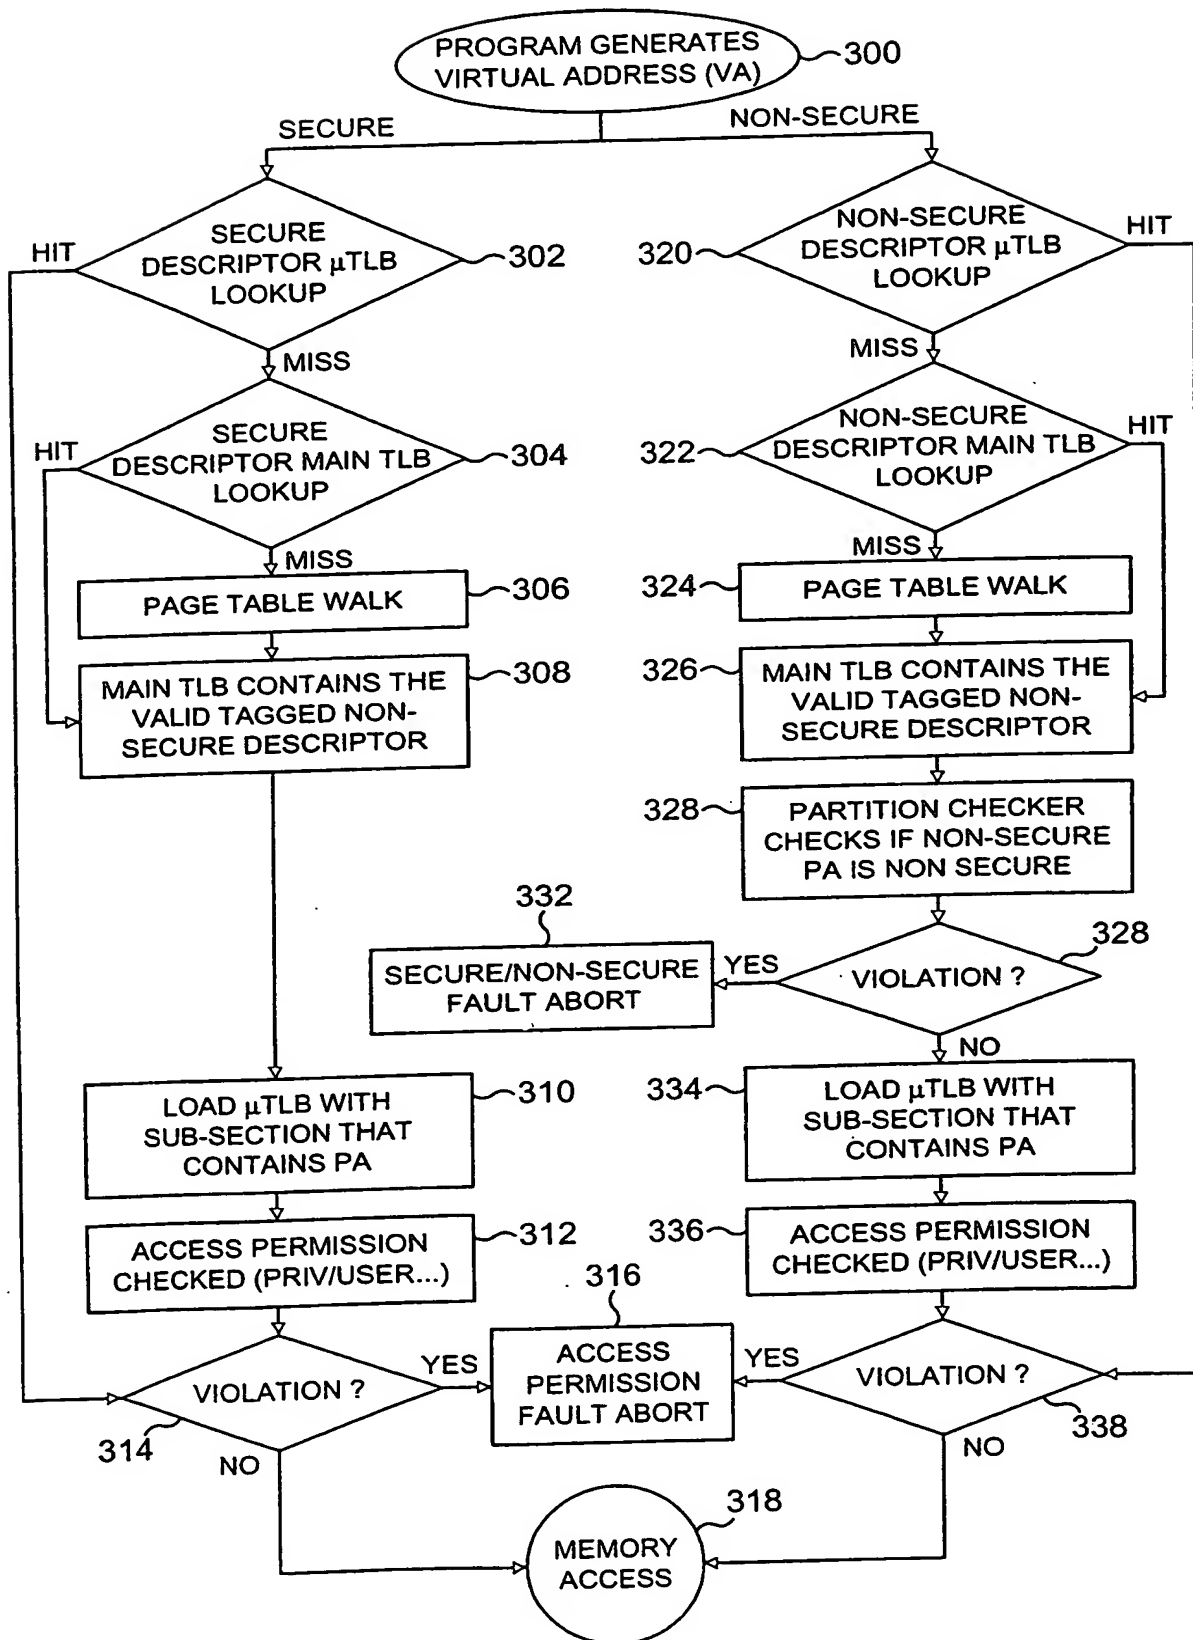 PROGRAM GENERATES
VIRTUAL ADDRESS (VA)
300
SECURE
NON-SECURE
HIT
SECURE
DESCRIPTOR μTLB
LOOKUP
302
320
NON-SECURE
DESCRIPTOR μTLB
LOOKUP
HIT
MISS
MISS
HIT
SECURE
DESCRIPTOR MAIN TLB
LOOKUP
304
322
NON-SECURE
DESCRIPTOR MAIN TLB
LOOKUP
HIT
MISS
MISS
PAGE TABLE WALK
306
324
PAGE TABLE WALK
MAIN TLB CONTAINS THE
VALID TAGGED NON-
SECURE DESCRIPTOR
308
326
MAIN TLB CONTAINS THE
VALID TAGGED NON-
SECURE DESCRIPTOR
328
PARTITION CHECKER
CHECKS IF NON-SECURE
PA IS NON SECURE
332
SECURE/NON-SECURE
FAULT ABORT
YES
VIOLATION ?
328
NO
LOAD μTLB WITH
SUB-SECTION THAT
CONTAINS PA
310
334
LOAD μTLB WITH
SUB-SECTION THAT
CONTAINS PA
ACCESS PERMISSION
CHECKED (PRIV/USER...)
312
336
ACCESS PERMISSION
CHECKED (PRIV/USER...)
316
VIOLATION ?
314
YES
ACCESS
PERMISSION
FAULT ABORT
YES
VIOLATION ?
338
NO
NO
MEMORY
ACCESS
318